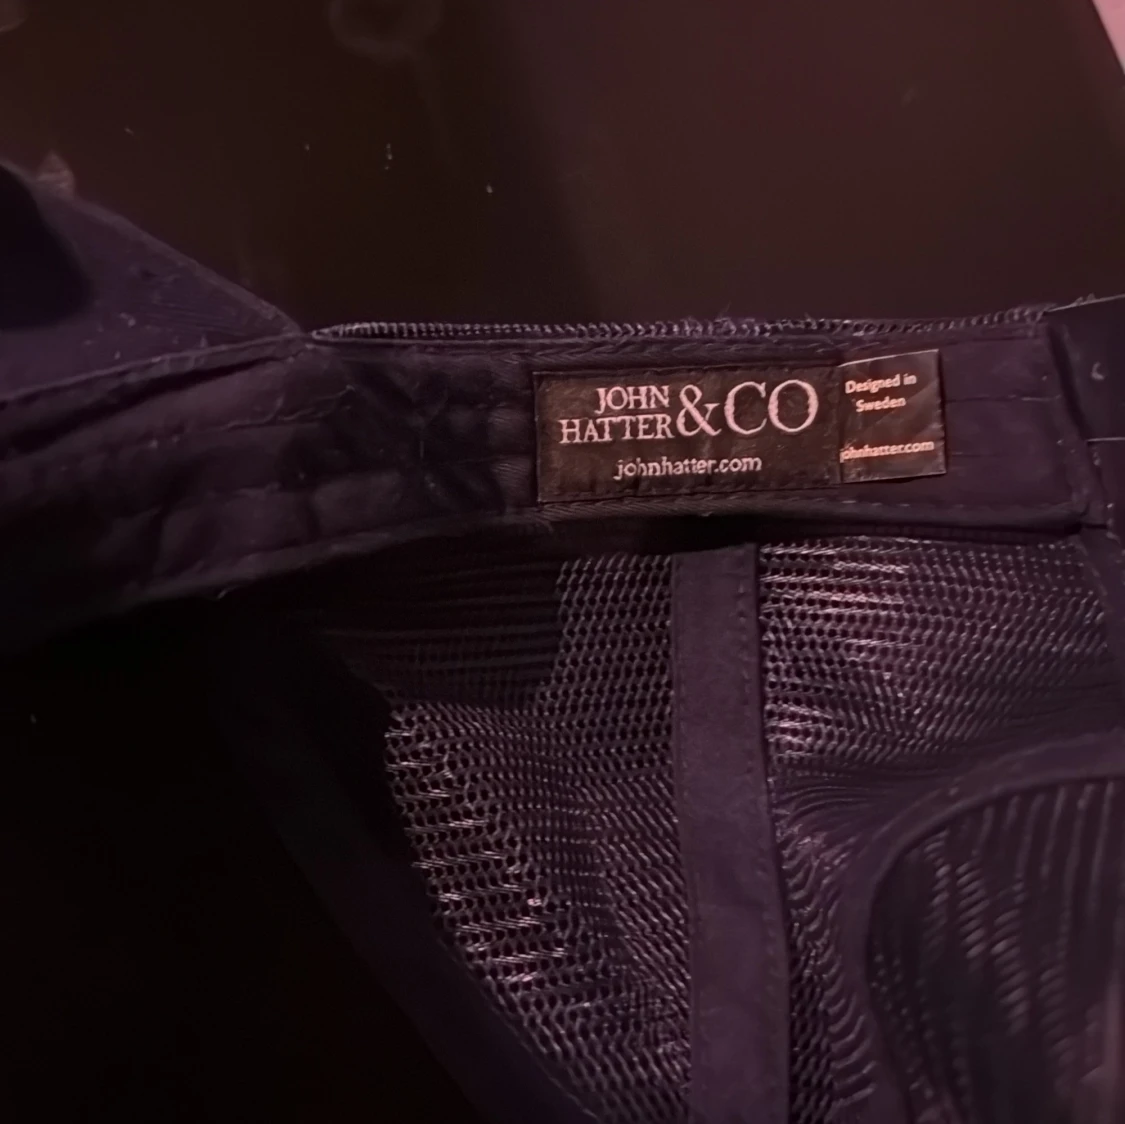 JOHN
HATTER &CO
johnhatter.com
Designed in
Sweden
johnhatter.com